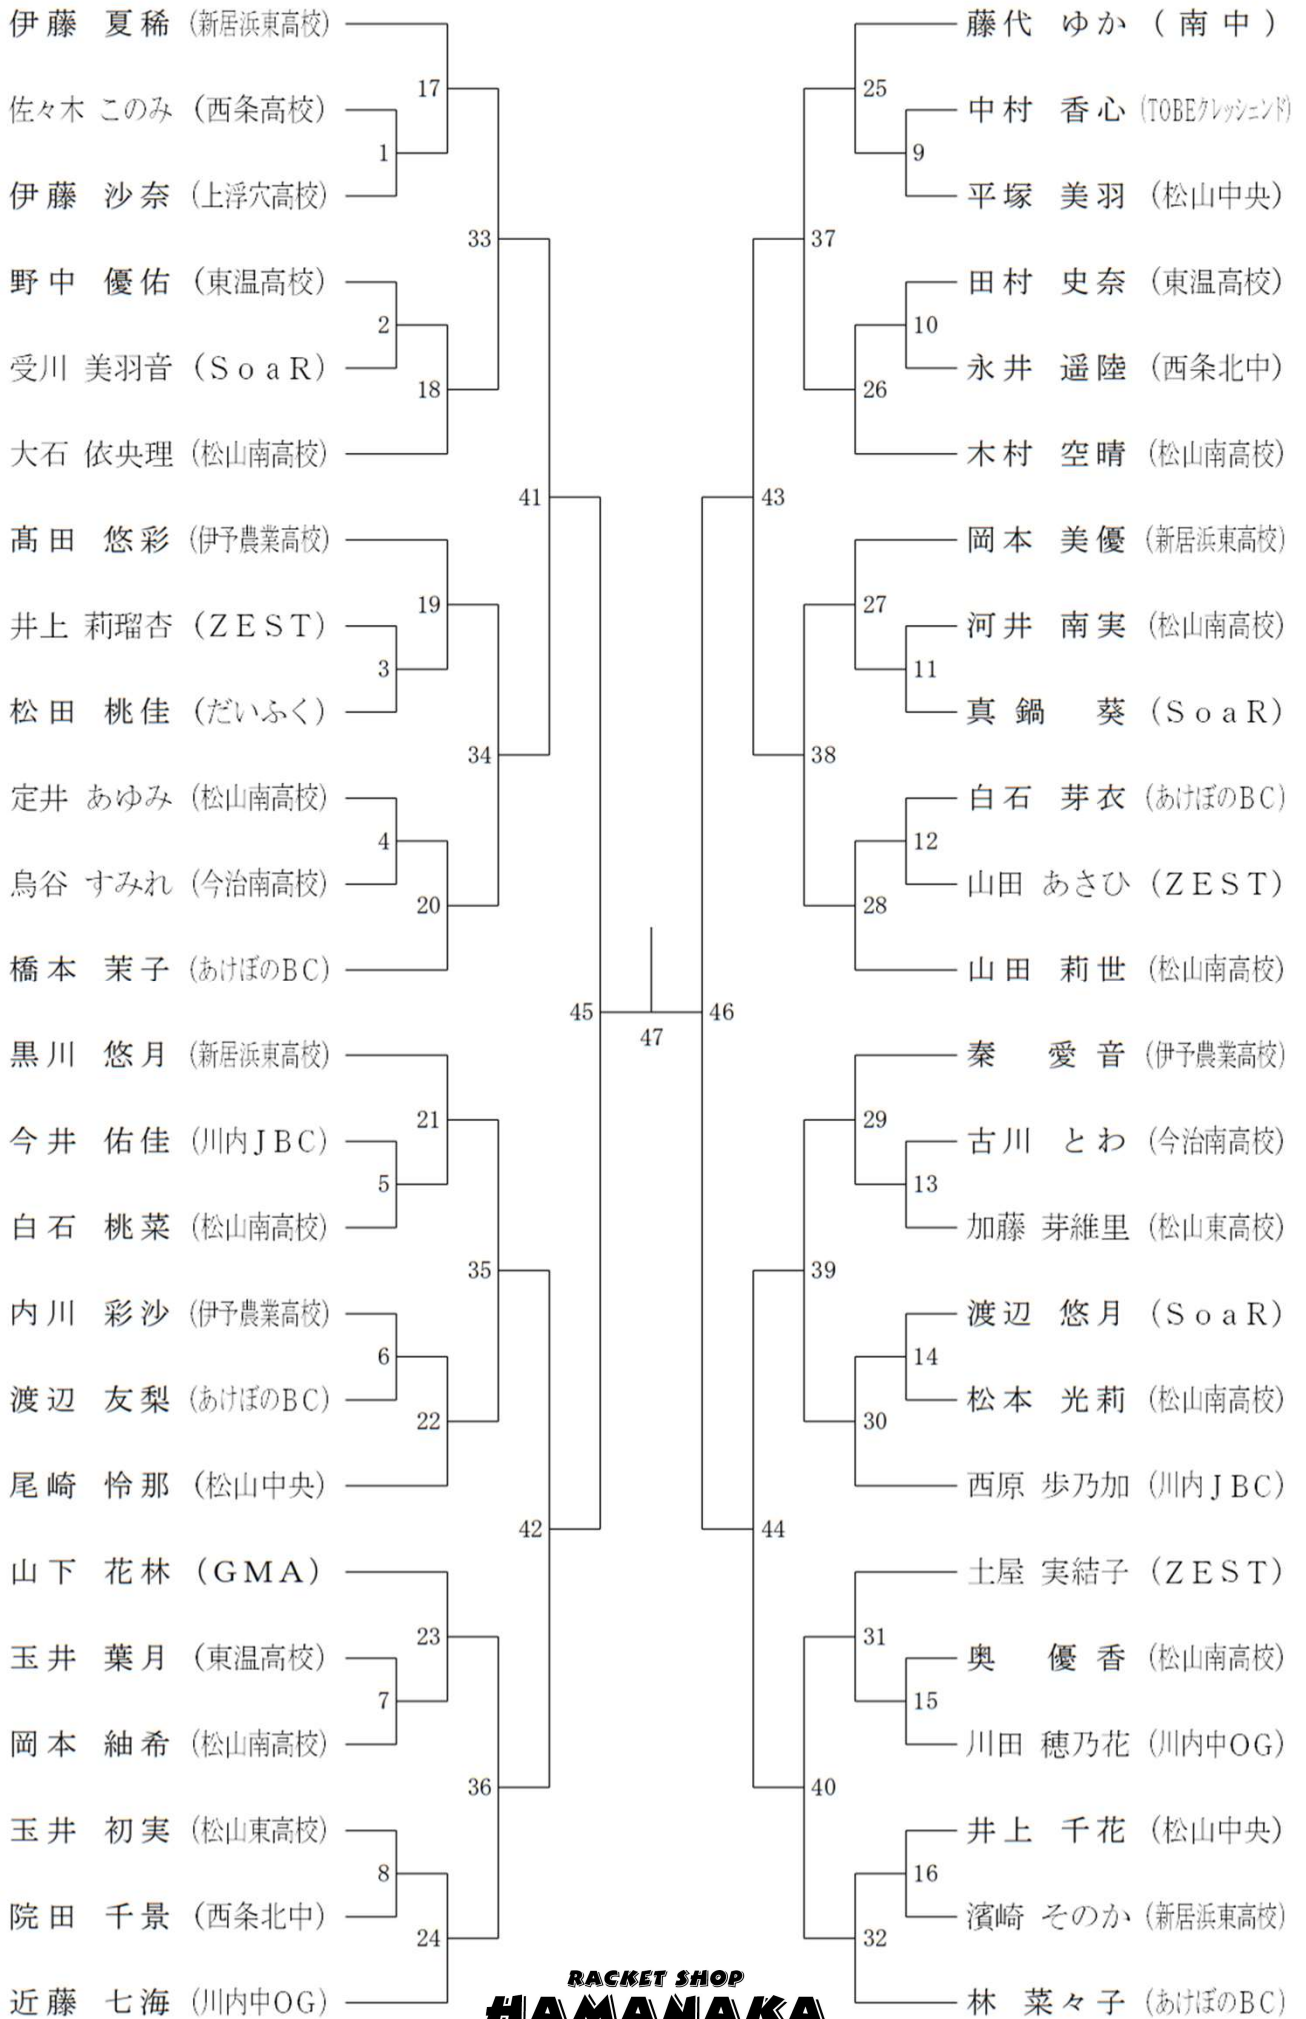 伊藤 夏稀 (新居浜東高校)
佐々木 このみ (西条高校)
伊藤 沙奈 (上浮穴高校)
野中 優佑 (東温高校)
受川 美羽音 (SoaR)
大石 依央理 (松山南高校)
髙田 悠彩 (伊予農業高校)
井上 莉瑠杏 (ZEST)
松田 桃佳 (だいふく)
定井 あゆみ (松山南高校)
鳥谷 すみれ (今治南高校)
橋本 茉子 (あけぼのBC)
黒川 悠月 (新居浜東高校)
今井 佑佳 (川内JBC)
白石 桃菜 (松山南高校)
内川 彩沙 (伊予農業高校)
渡辺 友梨 (あけぼのBC)
尾崎 怜那 (松山中央)
山下 花林 (GMA)
玉井 葉月 (東温高校)
岡本 紬希 (松山南高校)
玉井 初実 (松山東高校)
院田 千景 (西条北中)
近藤 七海 (川内中OG)
17
1
33
2
18
41
19
3
34
4
20
45
21
5
35
6
22
42
23
7
36
8
24
47
25
9
37
10
26
43
27
11
38
12
28
46
29
13
39
14
30
44
31
15
40
16
32
藤代 ゆか (南中)
中村 香心 (TOBEクレッシェンド)
平塚 美羽 (松山中央)
田村 史奈 (東温高校)
永井 遥陸 (西条北中)
木村 空晴 (松山南高校)
岡本 美優 (新居浜東高校)
河井 南実 (松山南高校)
真鍋 葵 (SoaR)
白石 芽衣 (あけぼのBC)
山田 あさひ (ZEST)
山田 莉世 (松山南高校)
秦 愛音 (伊予農業高校)
古川 とわ (今治南高校)
加藤 芽維里 (松山東高校)
渡辺 悠月 (SoaR)
松本 光莉 (松山南高校)
西原 歩乃加 (川内JBC)
土屋 実結子 (ZEST)
奥 優香 (松山南高校)
川田 穂乃花 (川内中OG)
井上 千花 (松山中央)
濱崎 そのか (新居浜東高校)
林 菜々子 (あけぼのBC)
RACKET SHOP
HAMANAKA